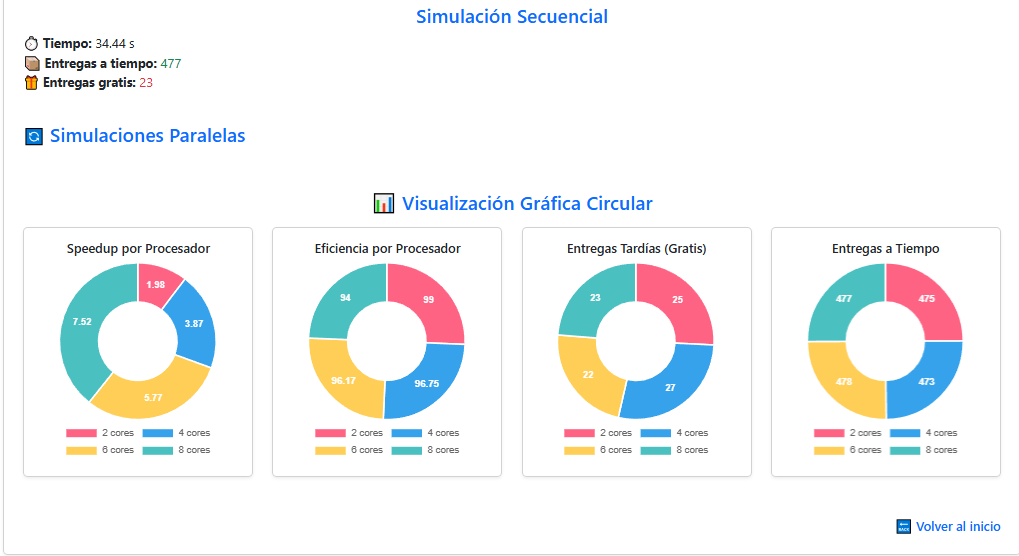 Simulación Secuencial
Tiempo: 34.44 s
Entregas a tiempo: 477
Entregas gratis: 23
Simulaciones Paralelas
Visualización Gráfica Circular
Speedup por Procesador
1.98
3.87
5.77
7.52
2 cores 4 cores
6 cores 8 cores
Eficiencia por Procesador
99
96.75
96.17
94
2 cores 4 cores
6 cores 8 cores
Entregas Tardías (Gratis)
25
27
22
23
2 cores 4 cores
6 cores 8 cores
Entregas a Tiempo
475
473
478
477
2 cores 4 cores
6 cores 8 cores
BACK Volver al inicio